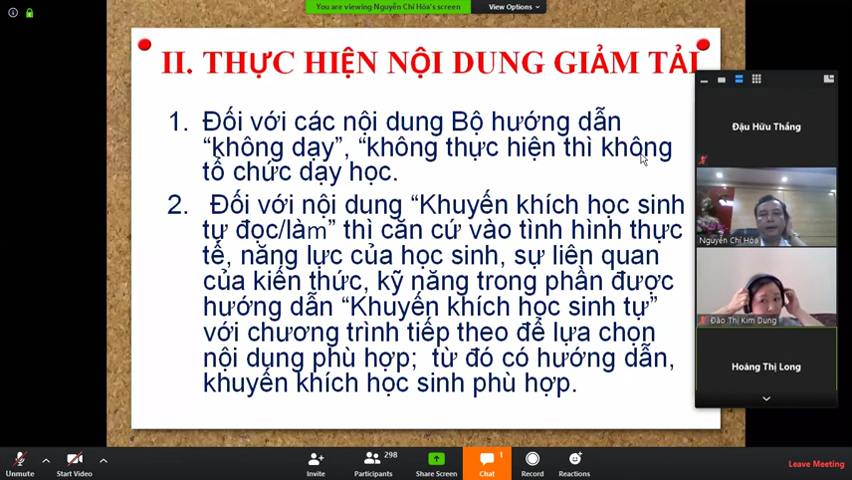 You are viewing Nguyễn Chí Hòa's screen
View Options
II. THỰC HIỆN NỘI DUNG GIẢM TẢI
1. Đối với các nội dung Bộ hướng dẫn
“không dạy”, “không thực hiện thì không
tổ chức dạy học.
2. Đối với nội dung “Khuyến khích học sinh
tự đọc/làm” thì căn cứ vào tình hình thực
tế, năng lực của học sinh, sự liên quan
của kiến thức, kỹ năng trong phần được
hướng dẫn “Khuyến khích học sinh tự”
với chương trình tiếp theo để lựa chọn
nội dung phù hợp; từ đó có hướng dẫn,
khuyến khích học sinh phù hợp.
Đậu Hữu Thắng
Nguyễn Chí Hòa
Đào Thị Kim Dung
Hoàng Thị Long
Unmute
Start Video
Invite
298
Participants
Share Screen
1
Chat
Record
Reactions
Leave Meeting